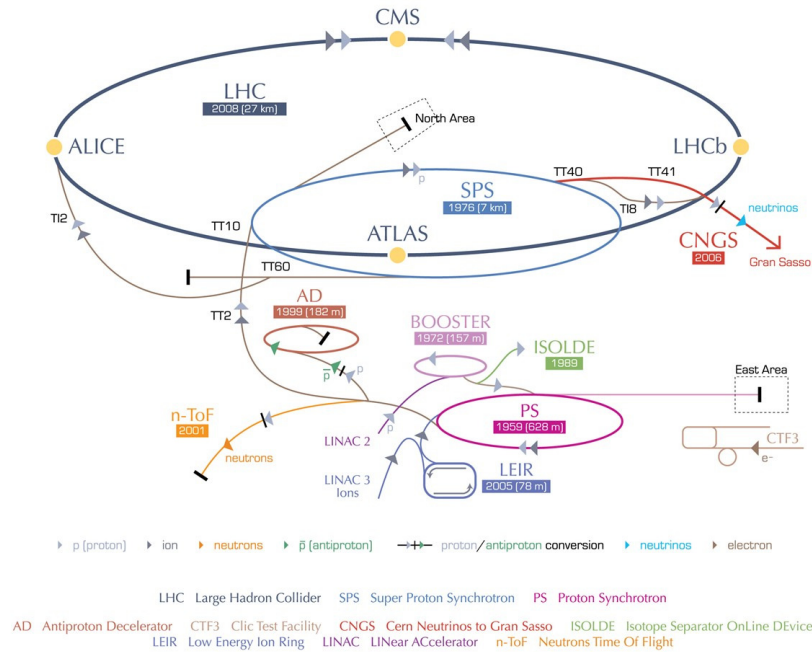 CMS
LHC
2008 (27 km)
North Area
ALICE
LHCb
TT40
TT41
SPS
1976 (7 km)
p
TI2
TI8
TT10
neutrinos
ATLAS
CNGS
2006
Gran Sasso
TT60
AD
1999 (182 m)
TT2
BOOSTER
1972 (157 m)
ISOLDE
1989
p̅
p
East Area
n-ToF
2001
PS
1959 (628 m)
p
LINAC 2
neutrons
CTF3
e-
LINAC 3
Ions
LEIR
2005 (78 m)
p (proton) ion neutrons p̅ (antiproton) proton/antiproton conversion neutrinos electron
LHC Large Hadron Collider SPS Super Proton Synchrotron PS Proton Synchrotron
AD Antiproton Decelerator CTF3 Clic Test Facility CNGS Cern Neutrinos to Gran Sasso ISOLDE Isotope Separator OnLine DEvice
LEIR Low Energy Ion Ring LINAC LINear ACcelerator n-ToF Neutrons Time Of Flight